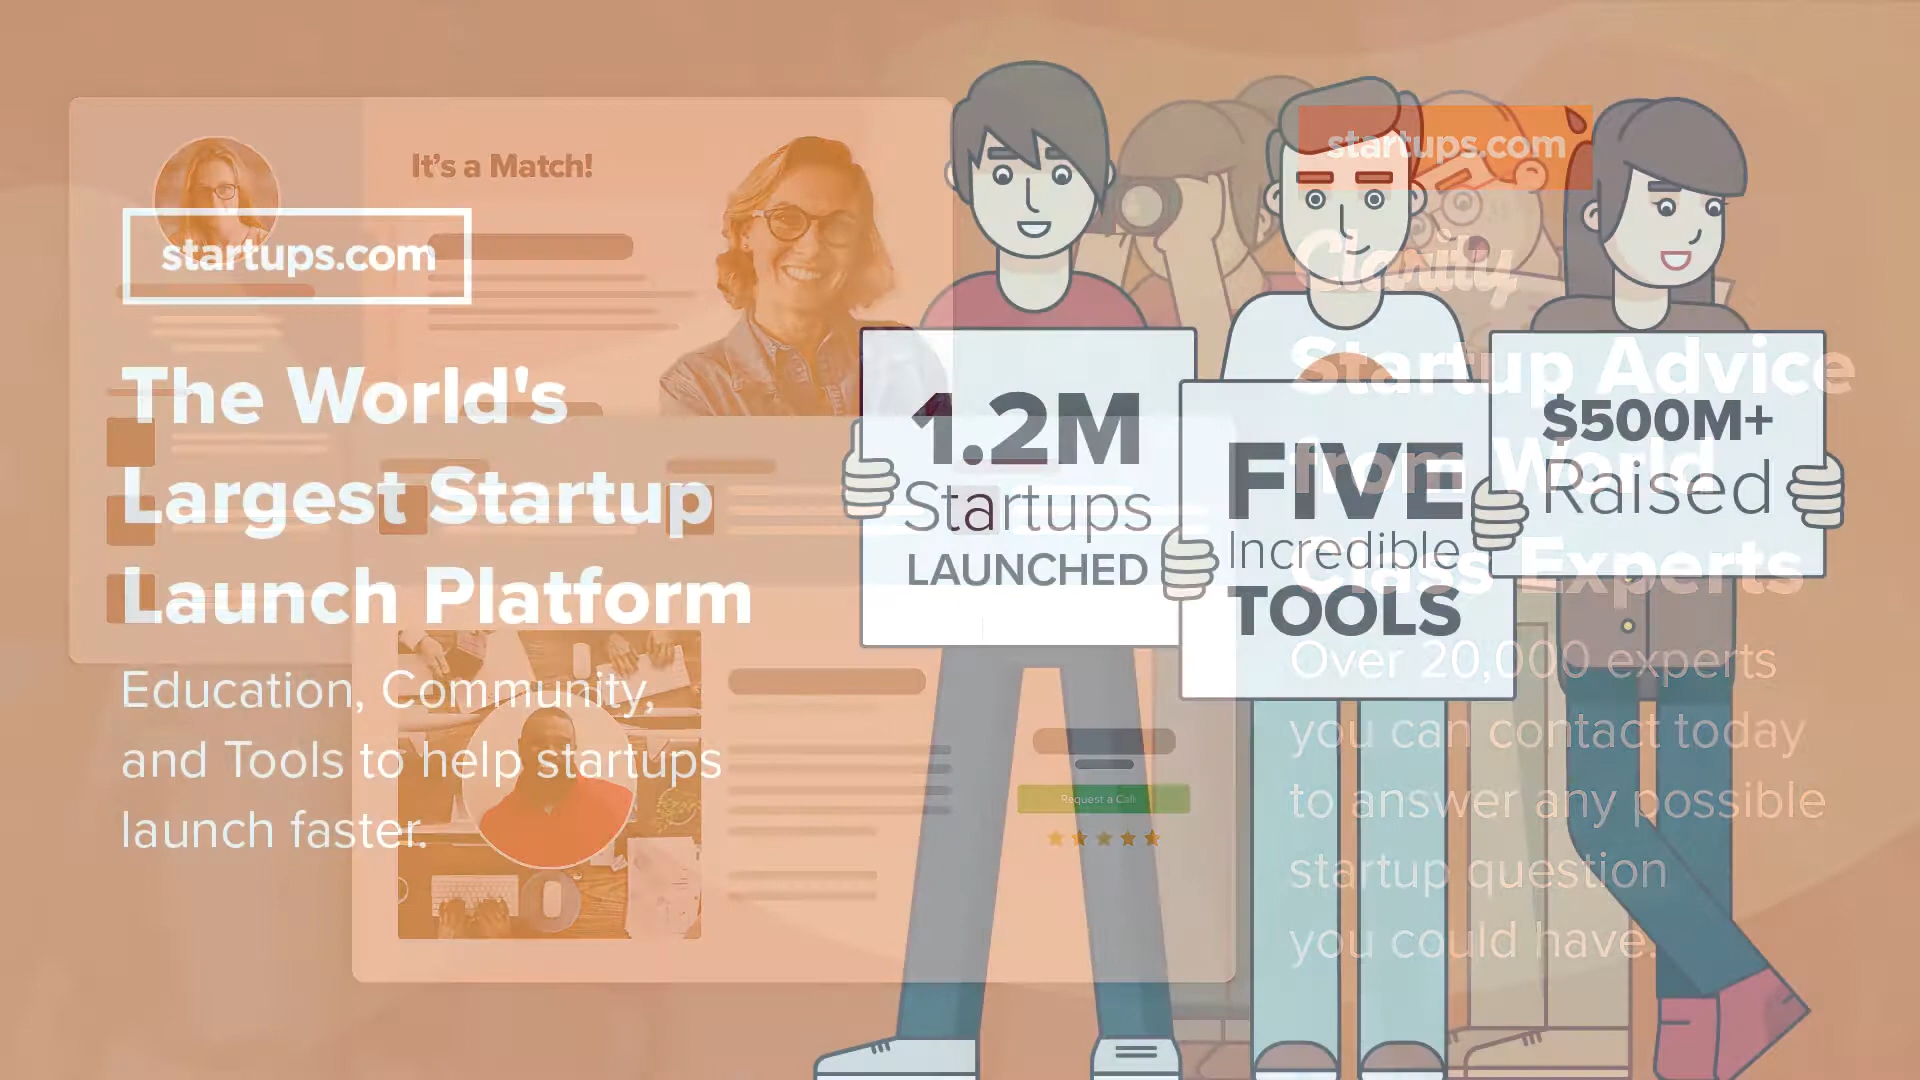 It's a Match!
startups.com
The World's
Largest Startup
Launch Platform
Education, Community,
and Tools to help startups
launch faster.
1.2M
Startups
LAUNCHED
FIVE
Incredible
TOOLS
$500M+
Raised
startups.com
Clarity
Startup Advice
from World
Class Experts
Over 20,000 experts
you can contact today
to answer any possible
startup question
you could have.
Request a Call